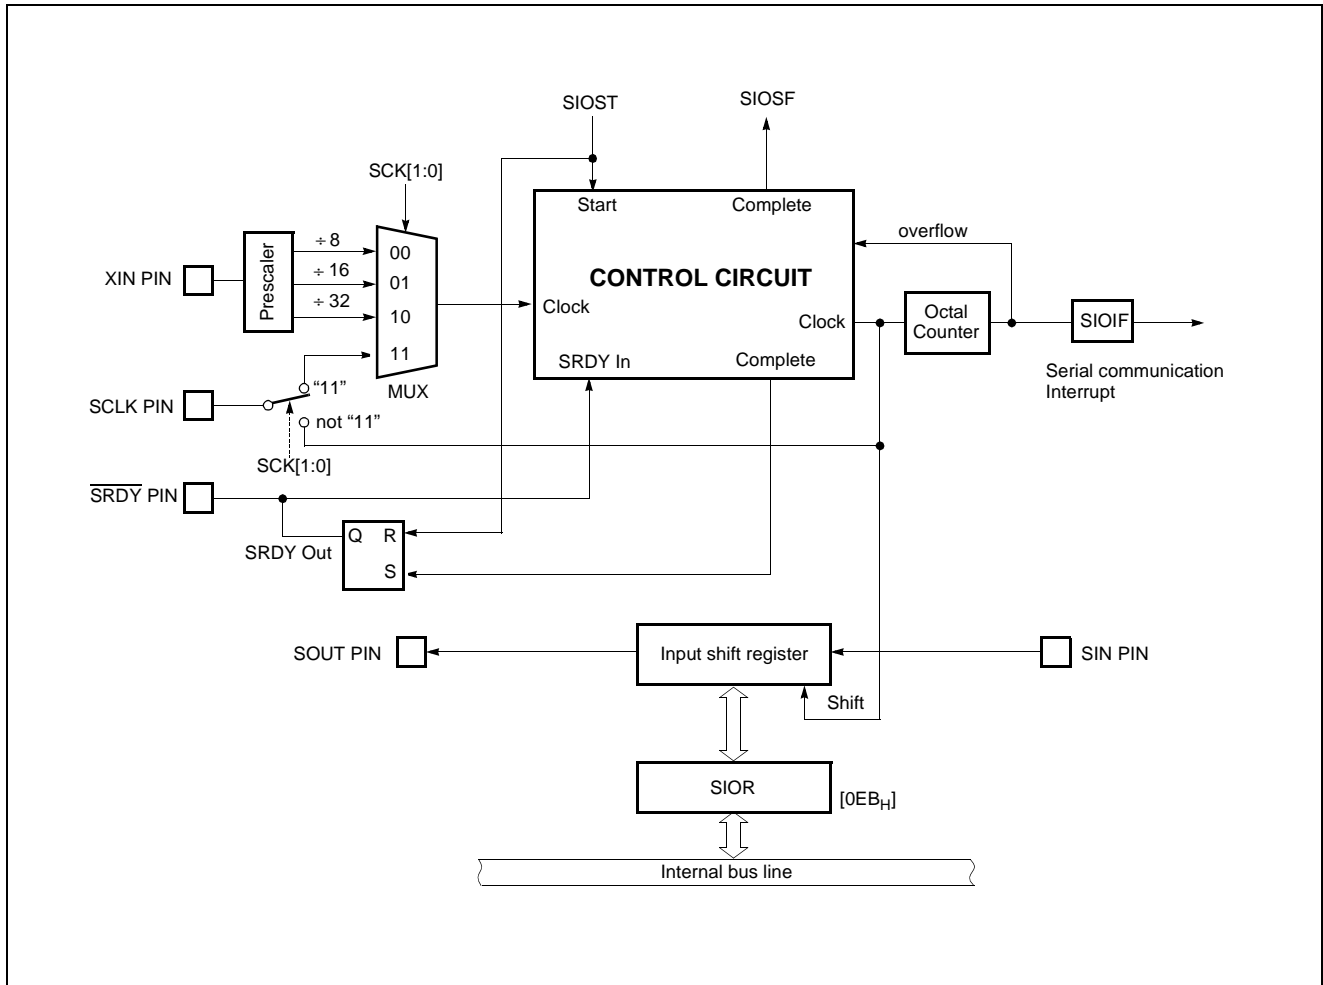 SIOST
SIOSF
SCK[1:0]
Start
Complete
overflow
÷ 8
÷ 16
÷ 32
00
01
10
11
MUX
XIN PIN
Prescaler
CONTROL CIRCUIT
Clock
Clock
SRDY In
Complete
Octal
Counter
SIOIF
Serial communication
Interrupt
SCLK PIN
“11”
not “11”
SCK[1:0]
SRDY PIN
SRDY Out
Q R
S
SOUT PIN
Input shift register
SIN PIN
Shift
SIOR
[0EBH]
Internal bus line